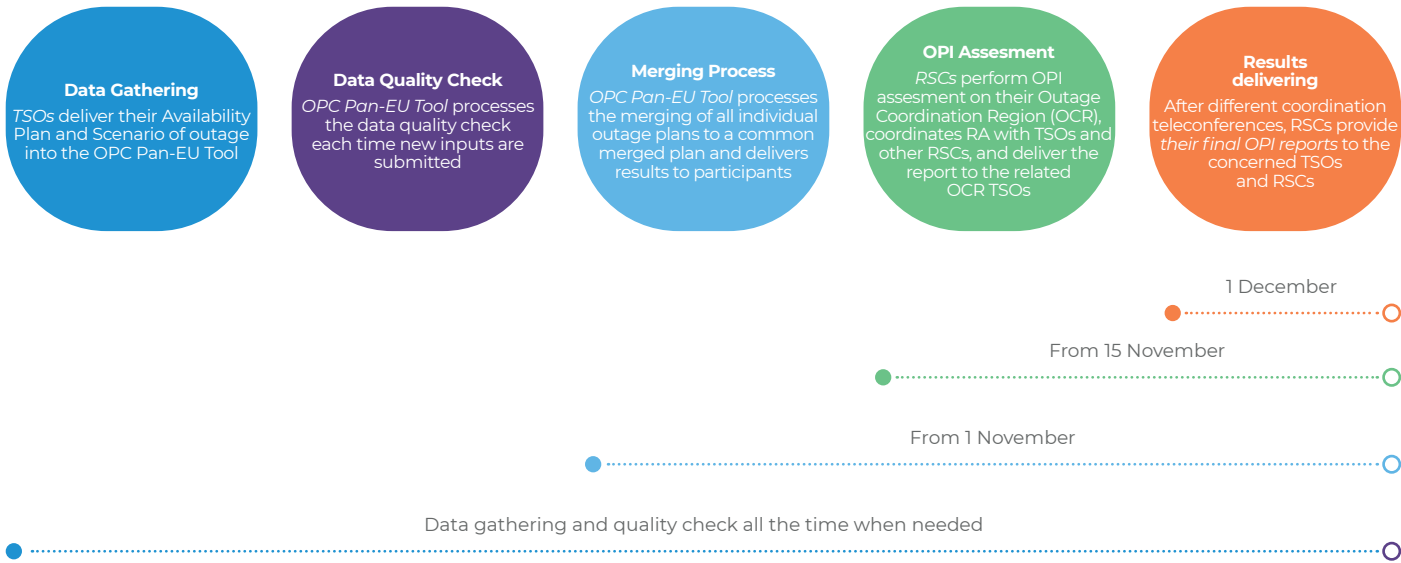 Data Gathering
TSOs deliver their Availability
Plan and Scenario of outage
into the OPC Pan-EU Tool
Data Quality Check
OPC Pan-EU Tool processes
the data quality check
each time new inputs are
submitted
Merging Process
OPC Pan-EU Tool processes
the merging of all individual
outage plans to a common
merged plan and delivers
results to participants
OPI Assesment
RSCs perform OPI
assesment on their Outage
Coordination Region (OCR),
coordinates RA with TSOs and
other RSCs, and deliver the
report to the related
OCR TSOs
Results
delivering
After different coordination
teleconferences, RSCs provide
their final OPI reports to the
concerned TSOs
and RSCs
1 December
From 15 November
From 1 November
Data gathering and quality check all the time when needed